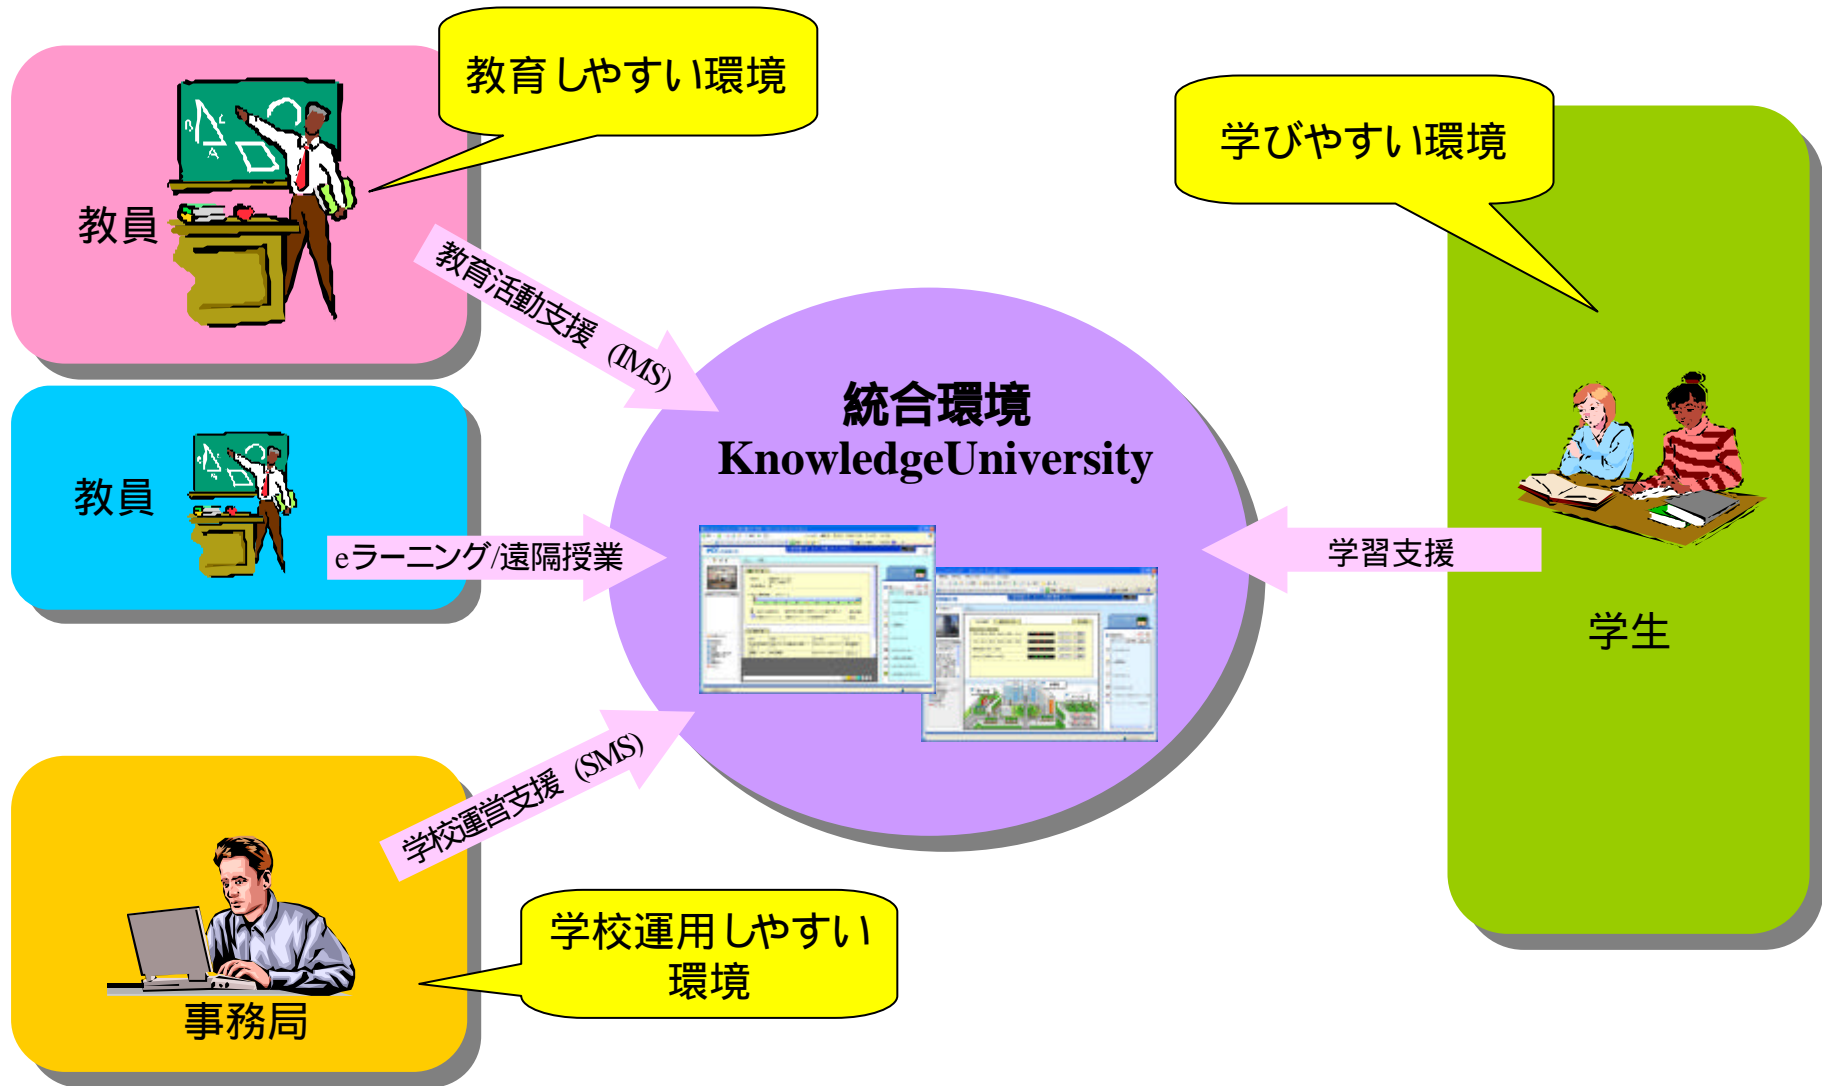 教育しやすい環境
学びやすい環境
教員
教育活動支援 (IMS)
統合環境
KnowledgeUniversity
教員
eラーニング/遠隔授業
学習支援
学生
学校運営支援 (SMS)
学校運用しやすい
環境
事務局